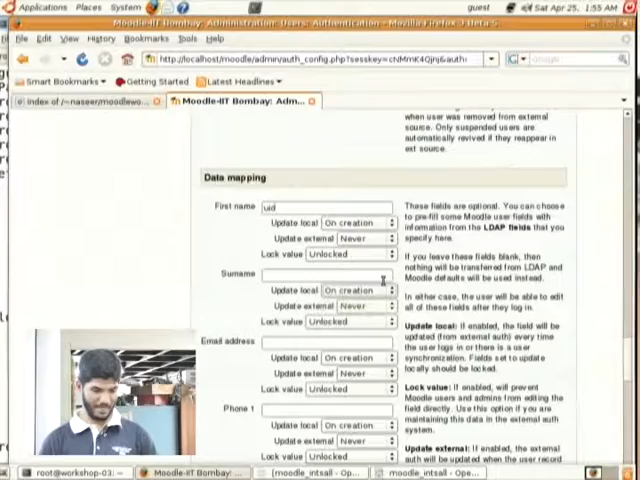 Applications Places System
guest Sat Apr 25, 1:55 AM
Moodle-IIT Bombay: Administration: Users: Authentication - Mozilla Firefox 3 Beta 5
File Edit View History Bookmarks Tools Help
http://localhost/moodle/admin/auth_config.php?sesskey=
Smart Bookmarks Getting Started Latest Headlines
Index of /~naseer/moodlewo...
Moodle-IIT Bombay: Adm...
when user was removed from external
source. Only suspended users are
automatically revived if they reappear in
ext source.
Data mapping
First name uid
Update local On creation
Update external Never
Lock value Unlocked
Surname
Update local On creation
Update external Never
Lock value Unlocked
Email address
Update local On creation
Update external Never
Lock value Unlocked
Phone 1
Update local On creation
Update external Never
Lock value Unlocked
These fields are optional. You can choose
to pre-fill some Moodle user fields with
information from the LDAP fields that you
specify here.
If you leave these fields blank, then
nothing will be transferred from LDAP and
Moodle defaults will be used instead.
In either case, the user will be able to edit
all of these fields after they log in.
Update local: If enabled, the field will be
updated (from external auth) every time
the user logs in or there is a user
synchronization. Fields set to update
locally should be locked.
Lock value: If enabled, will prevent
Moodle users and admins from editing the
field directly. Use this option if you are
maintaining this data in the external auth
system.
Update external: If enabled, the external
auth will be updated when the user record
root@workshop-03: ~
Moodle-IIT Bombay: ...
[moodle_intsall - Ope...
moodle_intsall - Ope...